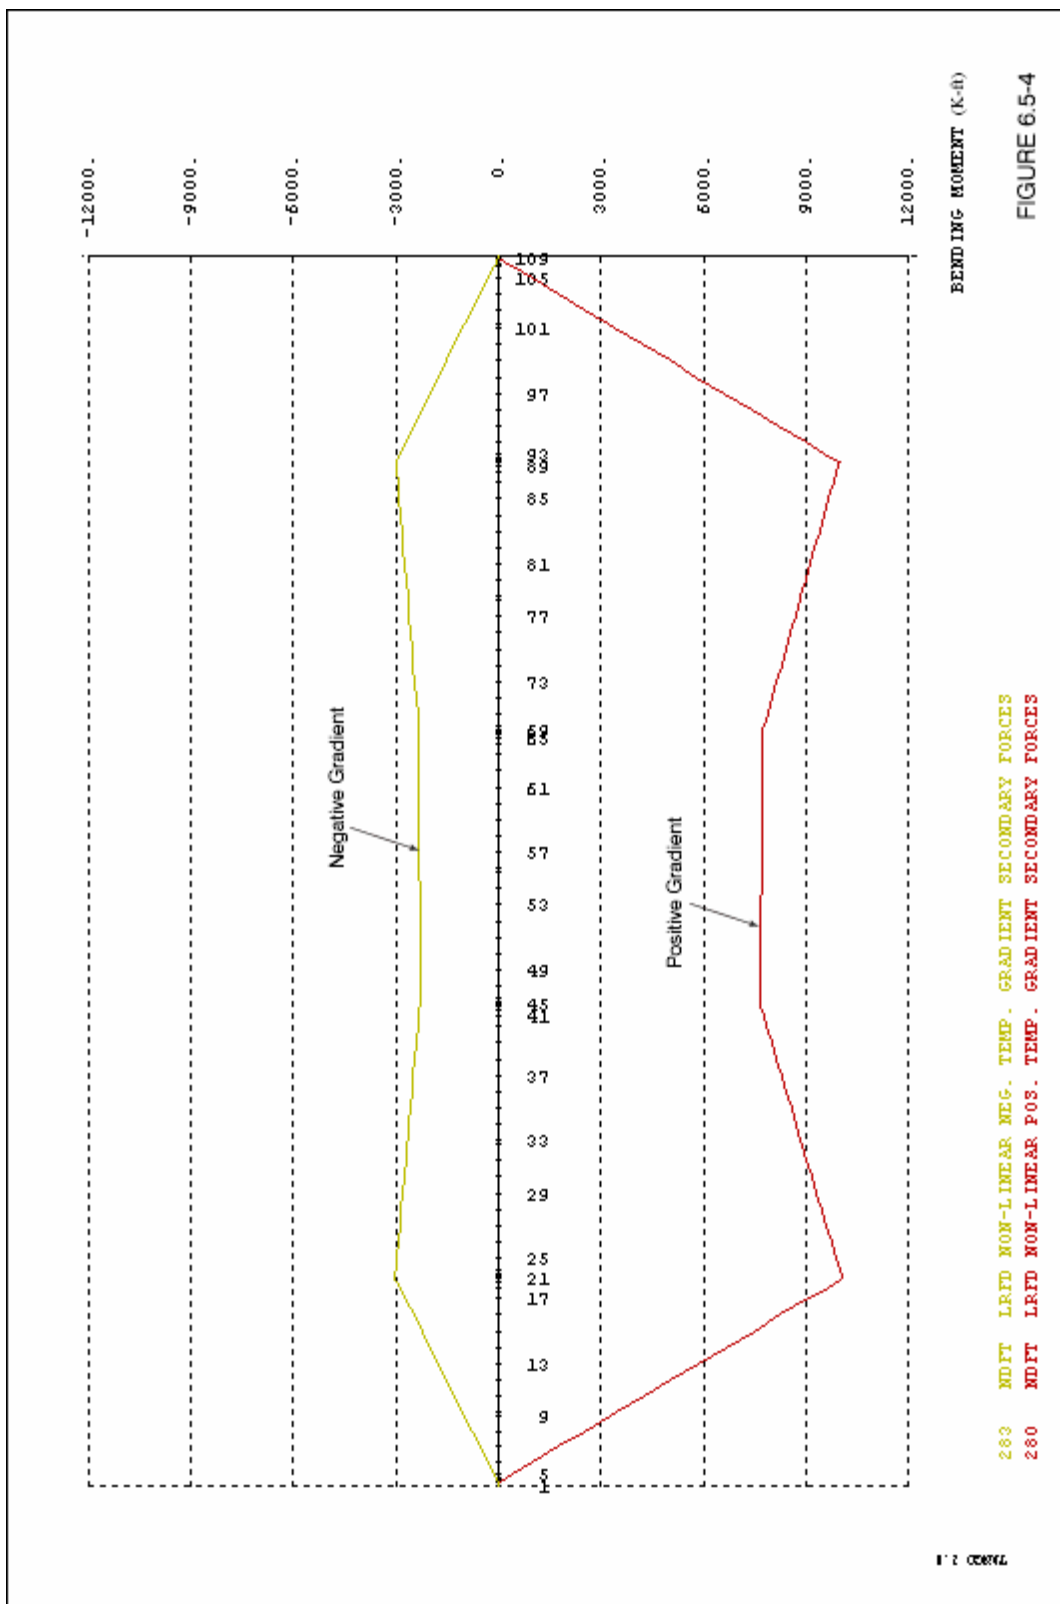 -12000.
-9000.
-6000.
-3000.
0.
3000.
6000.
9000.
12000.
Negative Gradient
1 5 9 13 17 21 25 29 33 37 41 45 49 53 57 61 65 69 73 77 81 85 89 93 97 101 105 109
Positive Gradient
BENDING MOMENT (K-ft)
283 NDFT LRFD NON-LINEAR NEG. TEMP. GRADIENT SECONDARY FORCES
280 NDFT LRFD NON-LINEAR POS. TEMP. GRADIENT SECONDARY FORCES
FIGURE 6.5-4